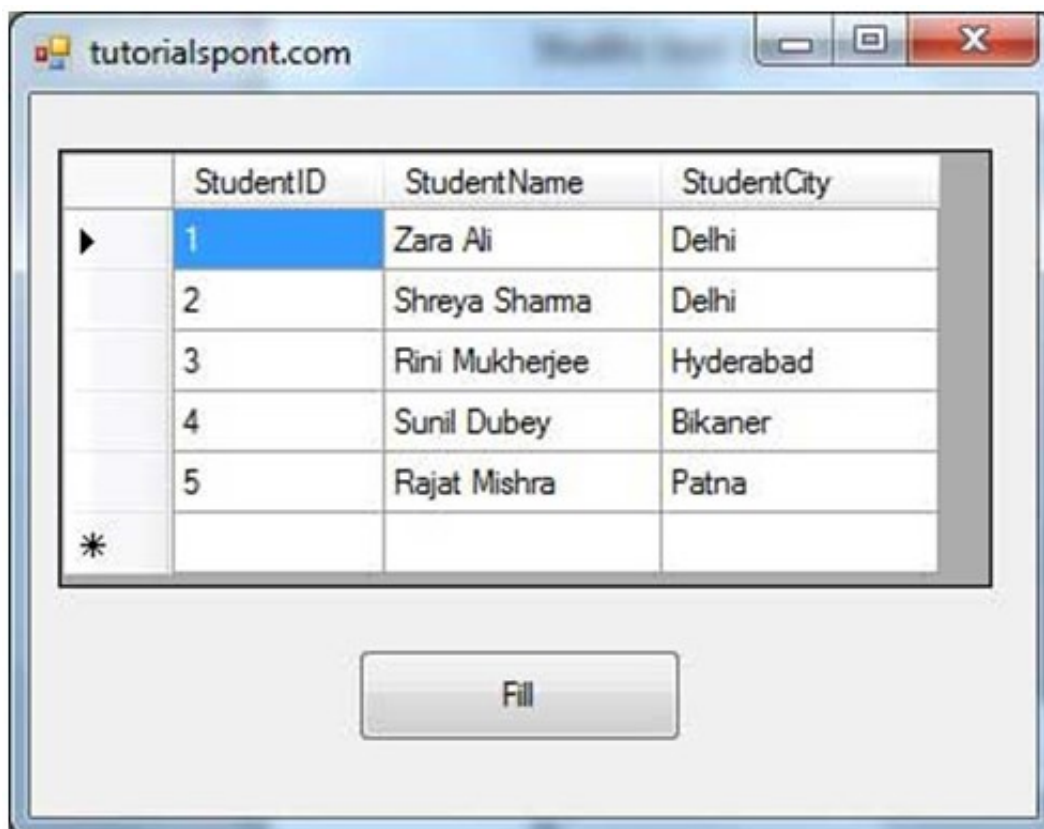 tutorialspont.com
StudentID StudentName StudentCity
1 Zara Ali Delhi
2 Shreya Sharma Delhi
3 Rini Mukherjee Hyderabad
4 Sunil Dubey Bikaner
5 Rajat Mishra Patna
Fill